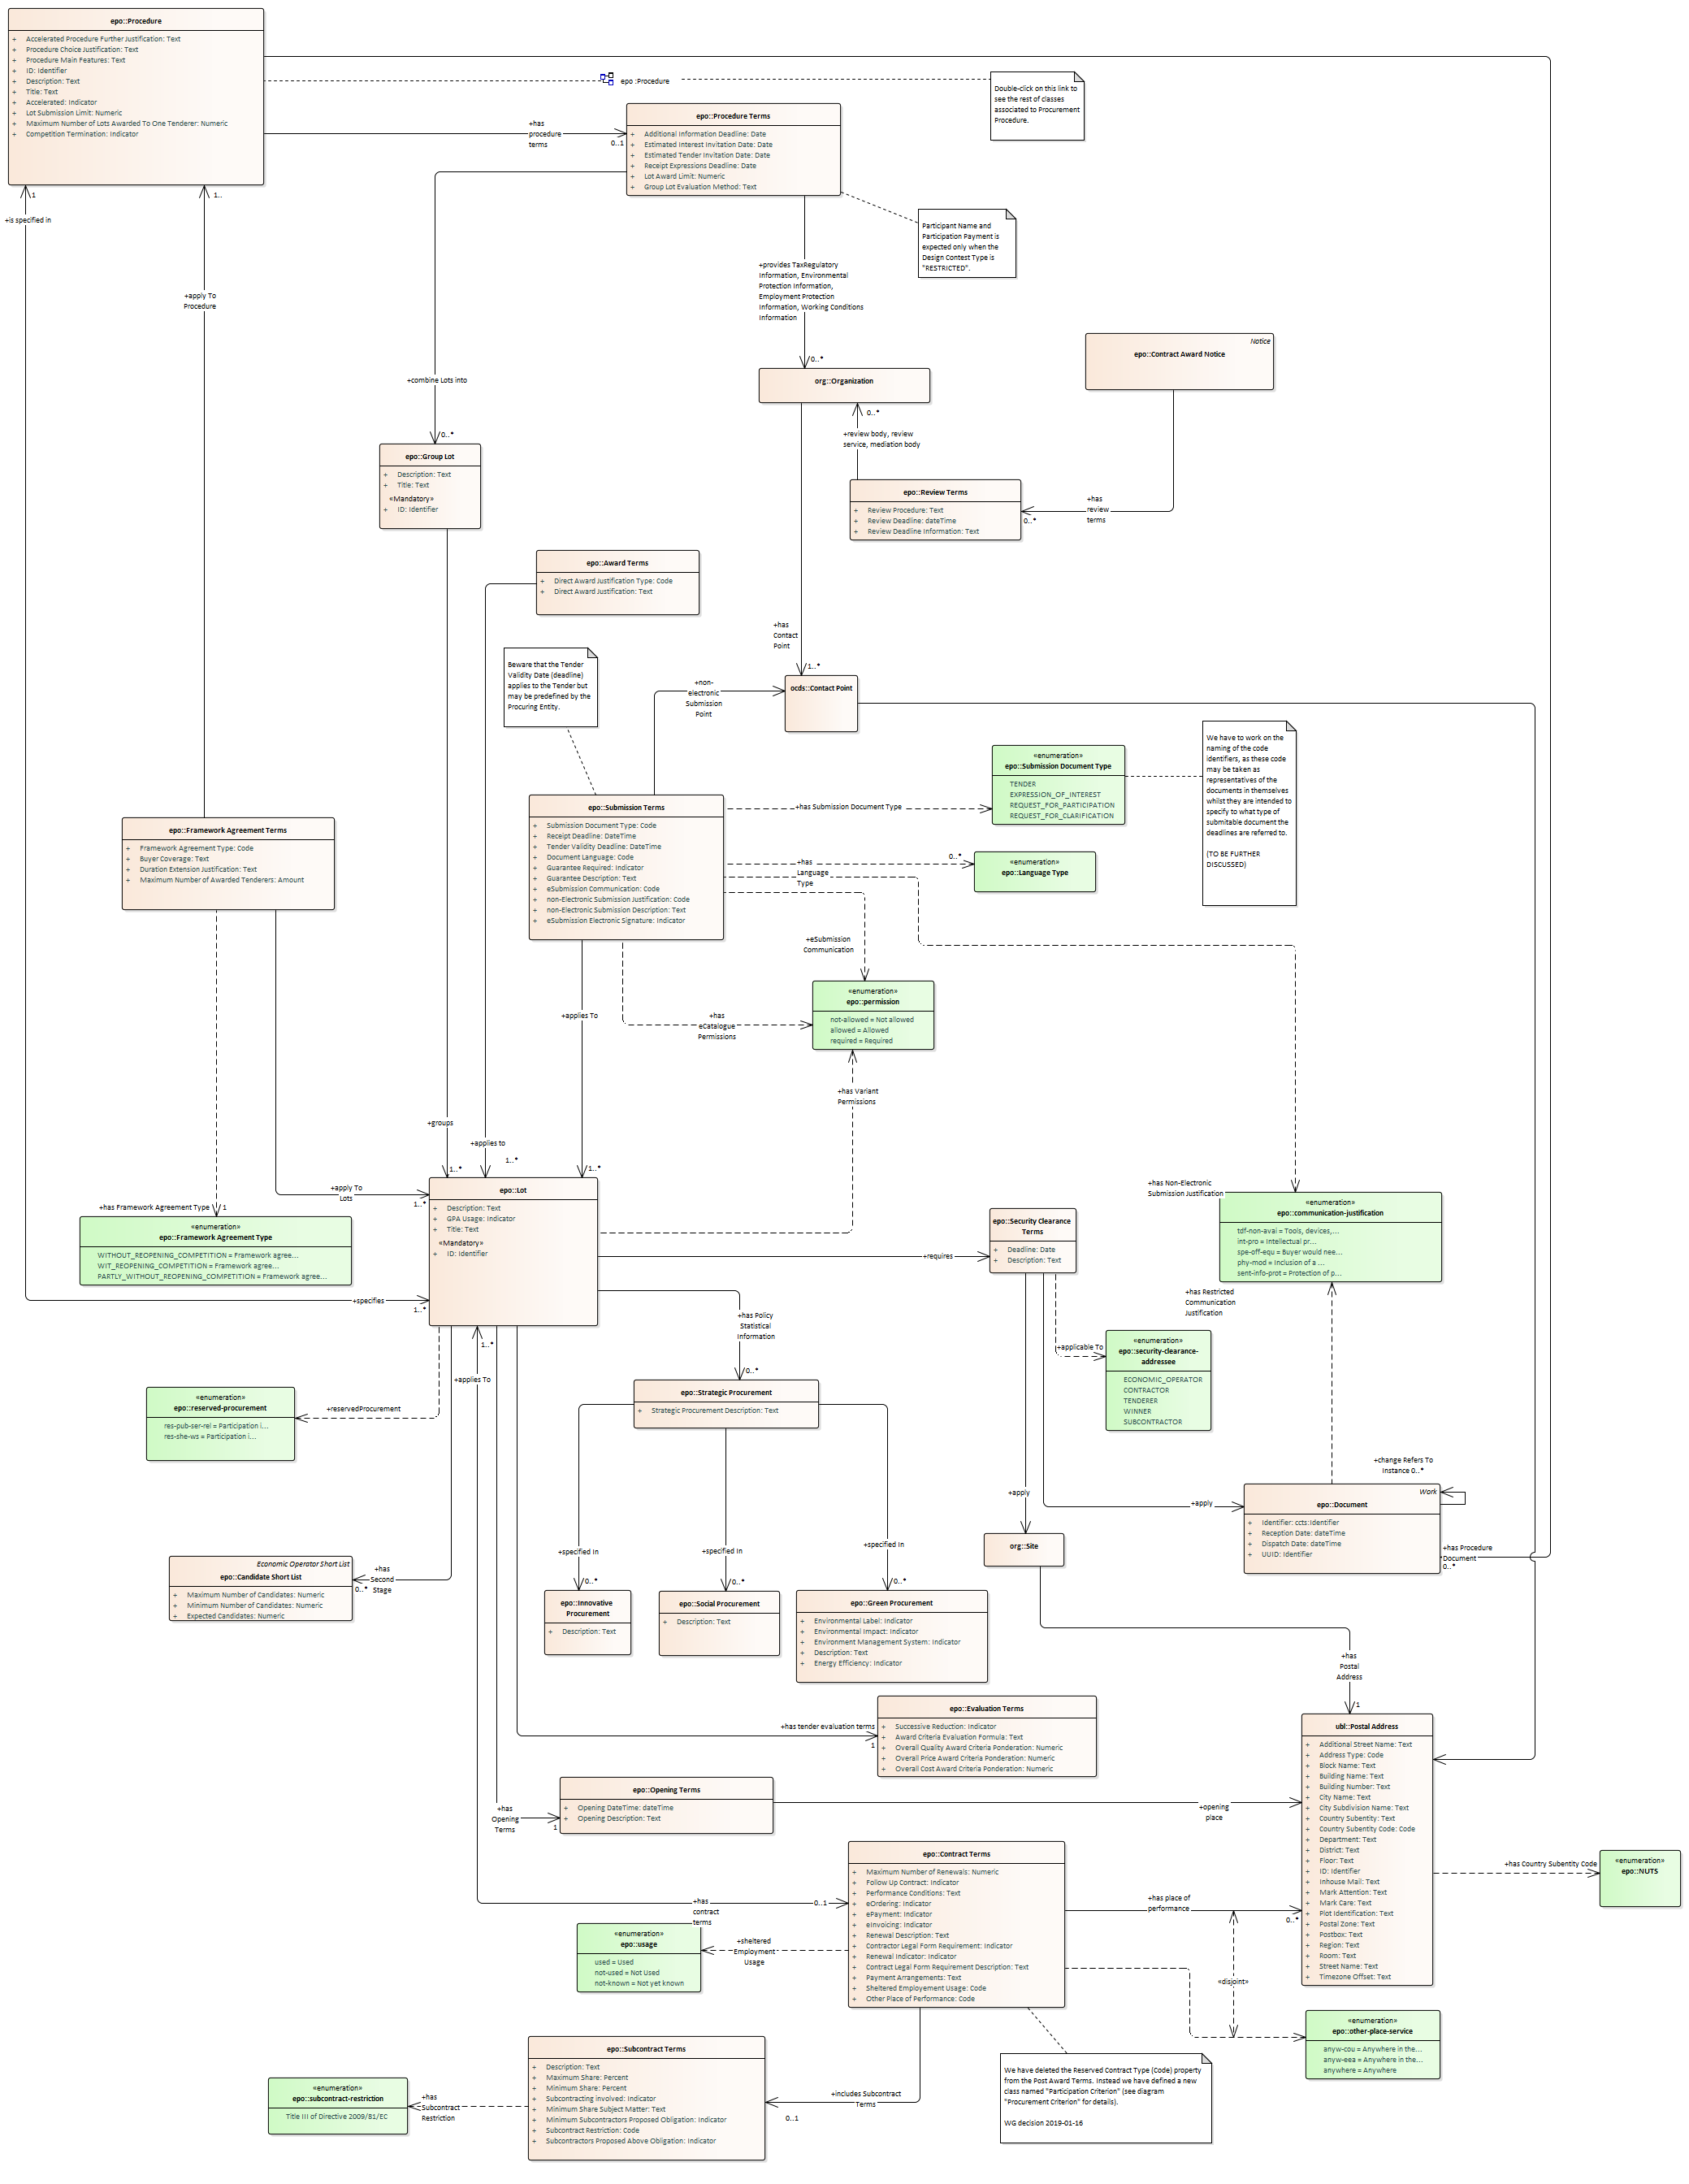 epo::Procedure
+ Accelerated Procedure Further Justification: Text
+ Procedure Choice Justification: Text
+ Procedure Main Features: Text
+ ID: Identifier
+ Description: Text
+ Title: Text
+ Accelerated: Indicator
+ Lot Submission Limit: Numeric
+ Maximum Number of Lots Awarded To One Tenderer: Numeric
+ Competition Termination: Indicator
epo :Procedure
Double-click on this link to
see the rest of classes
associated to Procurement
Procedure.
+has
procedure
terms
0..1
epo::Procedure Terms
+ Additional Information Deadline: Date
+ Estimated Interest Invitation Date: Date
+ Estimated Tender Invitation Date: Date
+ Receipt Expressions Deadline: Date
+ Lot Award Limit: Numeric
+ Group Lot Evaluation Method: Text
1
+is specified in
1..
+apply To
Procedure
Participant Name and
Participation Payment is
expected only when the
Design Contest Type is
"RESTRICTED".
+provides TaxRegulatory
Information, Environmental
Protection Information,
Employment Protection
Information, Working Conditions
Information
0..*
+combine Lots into
0..*
Notice
epo::Contract Award Notice
org::Organization
0..*
+review body, review
service, mediation body
epo::Group Lot
+ Description: Text
+ Title: Text
«Mandatory»
+ ID: Identifier
epo::Review Terms
+ Review Procedure: Text
+ Review Deadline: dateTime
+ Review Deadline Information: Text
+has
review
terms
0..*
epo::Award Terms
+ Direct Award Justification Type: Code
+ Direct Award Justification: Text
+has
Contact
Point
1..*
Beware that the Tender
Validity Date (deadline)
applies to the Tender but
may be predefined by the
Procuring Entity.
+non-
electronic
Submission
Point
ocds::Contact Point
We have to work on the
naming of the code
identifiers, as these code
may be taken as
representatives of the
documents in themselves
whilst they are intended to
specify to what type of
submitable document the
deadlines are referred to.
(TO BE FURTHER
DISCUSSED)
«enumeration»
epo::Submission Document Type
TENDER
EXPRESSION_OF_INTEREST
REQUEST_FOR_PARTICIPATION
REQUEST_FOR_CLARIFICATION
epo::Submission Terms
+ Submission Document Type: Code
+ Receipt Deadline: DateTime
+ Tender Validity Deadline: DateTime
+ Document Language: Code
+ Guarantee Required: Indicator
+ Guarantee Description: Text
+ eSubmission Communication: Code
+ non-Electronic Submission Justification: Code
+ non-Electronic Submission Description: Text
+ eSubmission Electronic Signature: Indicator
+has Submission Document Type
+has
Language
Type
0..*
«enumeration»
epo::Language Type
epo::Framework Agreement Terms
+ Framework Agreement Type: Code
+ Buyer Coverage: Text
+ Duration Extension Justification: Text
+ Maximum Number of Awarded Tenderers: Amount
+eSubmission
Communication
«enumeration»
epo::permission
not-allowed = Not allowed
allowed = Allowed
required = Required
+applies To
+has
eCatalogue
Permissions
+has Variant
Permissions
+groups
1..*
+applies to
1..*
1..*
+apply To
Lots
1..*
+has Framework Agreement Type
1
«enumeration»
epo::Framework Agreement Type
WITHOUT_REOPENING_COMPETITION = Framework agree...
WIT_REOPENING_COMPETITION = Framework agree...
PARTLY_WITHOUT_REOPENING_COMPETITION = Framework agree...
epo::Lot
+ Description: Text
+ GPA Usage: Indicator
+ Title: Text
«Mandatory»
+ ID: Identifier
+specifies
1..*
+requires
epo::Security Clearance
Terms
+ Deadline: Date
+ Description: Text
+has Non-Electronic
Submission Justification
«enumeration»
epo::communication-justification
tdf-non-avai = Tools, devices,...
int-pro = Intellectual pr...
spe-off-equ = Buyer would nee...
phy-mod = Inclusion of a ...
sent-info-prot = Protection of p...
+has Restricted
Communication
Justification
+has Policy
Statistical
Information
0..*
+applicable To
«enumeration»
epo::security-clearance-
addressee
ECONOMIC_OPERATOR
CONTRACTOR
TENDERER
WINNER
SUBCONTRACTOR
1..*
+applies To
«enumeration»
epo::reserved-procurement
res-pub-ser-rel = Participation i...
res-she-ws = Participation i...
+reservedProcurement
epo::Strategic Procurement
+ Strategic Procurement Description: Text
+change Refers To
Instance 0..*
+apply
+apply
Work
epo::Document
+ Identifier: ccts:Identifier
+ Reception Date: dateTime
+ Dispatch Date: dateTime
+ UUID: Identifier
+has Procedure
Document
0..*
org::Site
+specified In
0..*
+specified In
0..*
+specified In
0..*
Economic Operator Short List
epo::Candidate Short List
+ Maximum Number of Candidates: Numeric
+ Minimum Number of Candidates: Numeric
+ Expected Candidates: Numeric
+has
Second
Stage
0..*
epo::Innovative
Procurement
+ Description: Text
epo::Social Procurement
+ Description: Text
epo::Green Procurement
+ Environmental Label: Indicator
+ Environmental Impact: Indicator
+ Environment Management System: Indicator
+ Description: Text
+ Energy Efficiency: Indicator
+has
Postal
Address
1
+has tender evaluation terms
1
epo::Evaluation Terms
+ Successive Reduction: Indicator
+ Award Criteria Evaluation Formula: Text
+ Overall Quality Award Criteria Ponderation: Numeric
+ Overall Price Award Criteria Ponderation: Numeric
+ Overall Cost Award Criteria Ponderation: Numeric
ubl::Postal Address
+ Additional Street Name: Text
+ Address Type: Code
+ Block Name: Text
+ Building Name: Text
+ Building Number: Text
+ City Name: Text
+ City Subdivision Name: Text
+ Country Subentity: Text
+ Country Subentity Code: Code
+ Department: Text
+ District: Text
+ Floor: Text
+ ID: Identifier
+ Inhouse Mail: Text
+ Mark Attention: Text
+ Mark Care: Text
+ Plot Identification: Text
+ Postal Zone: Text
+ Postbox: Text
+ Region: Text
+ Room: Text
+ Street Name: Text
+ Timezone Offset: Text
+has
Opening
Terms
1
epo::Opening Terms
+ Opening DateTime: dateTime
+ Opening Description: Text
+opening
place
+has Country Subentity Code
«enumeration»
epo::NUTS
+has
contract
terms
0..1
epo::Contract Terms
+ Maximum Number of Renewals: Numeric
+ Follow Up Contract: Indicator
+ Performance Conditions: Text
+ eOrdering: Indicator
+ ePayment: Indicator
+ eInvoicing: Indicator
+ Renewal Description: Text
+ Contractor Legal Form Requirement: Indicator
+ Renewal Indicator: Indicator
+ Contract Legal Form Requirement Description: Text
+ Payment Arrangements: Text
+ Sheltered Employement Usage: Code
+ Other Place of Performance: Code
+has place of
performance
0..*
«disjoint»
«enumeration»
epo::usage
used = Used
not-used = Not Used
not-known = Not yet known
+sheltered
Employment
Usage
«enumeration»
epo::other-place-service
anyw-cou = Anywhere in the...
anyw-eea = Anywhere in the...
anywhere = Anywhere
epo::Subcontract Terms
+ Description: Text
+ Maximum Share: Percent
+ Minimum Share: Percent
+ Subcontracting involved: Indicator
+ Minimum Share Subject Matter: Text
+ Minimum Subcontractors Proposed Obligation: Indicator
+ Subcontract Restriction: Code
+ Subcontractors Proposed Above Obligation: Indicator
+includes Subcontract
Terms
0..1
We have deleted the Reserved Contract Type (Code) property
from the Post Award Terms. Instead we have defined a new
class named "Participation Criterion" (see diagram
"Procurement Criterion" for details).
WG decision 2019-01-16
«enumeration»
epo::subcontract-restriction
Title III of Directive 2009/81/EC
+has
Subcontract
Restriction